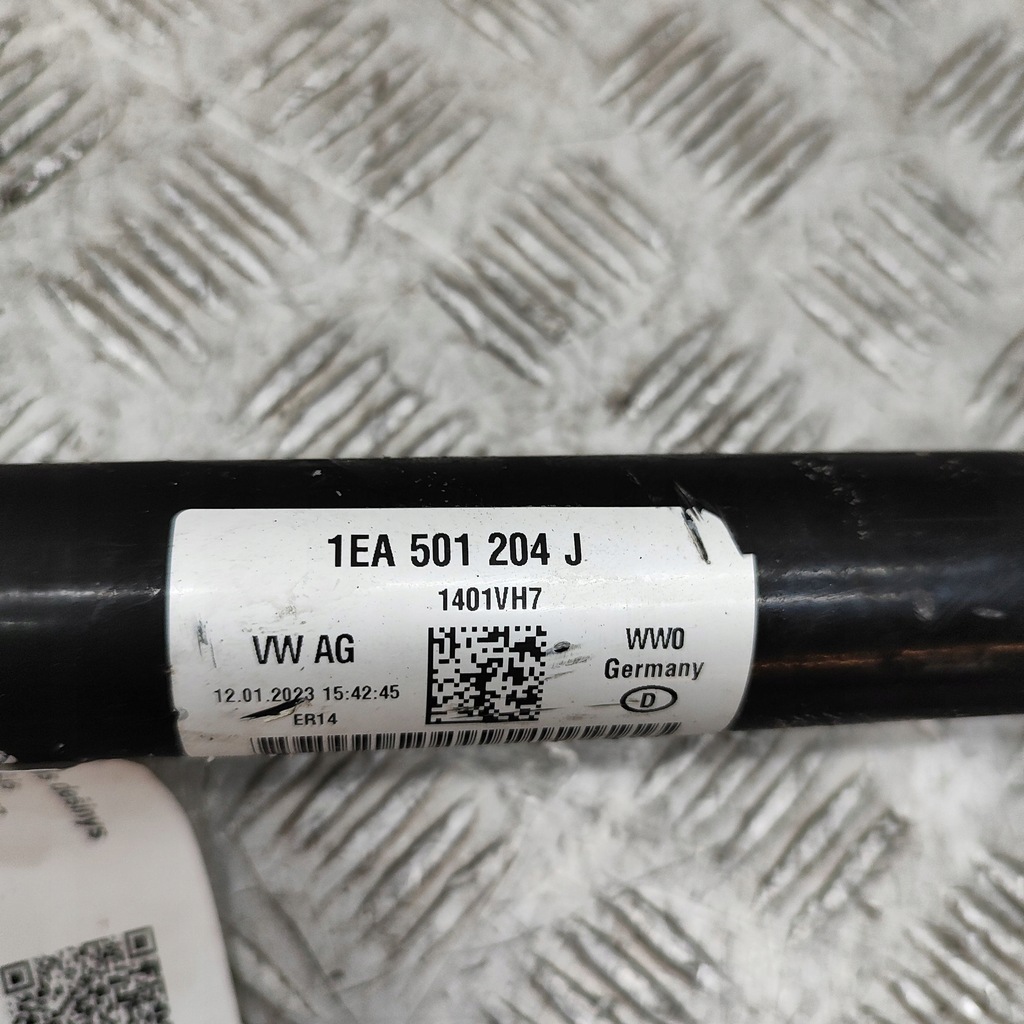 1EA 501 204 J
1401VH7
VW AG
WW0
Germany
12.01.2023 15:42:45
D
ER14